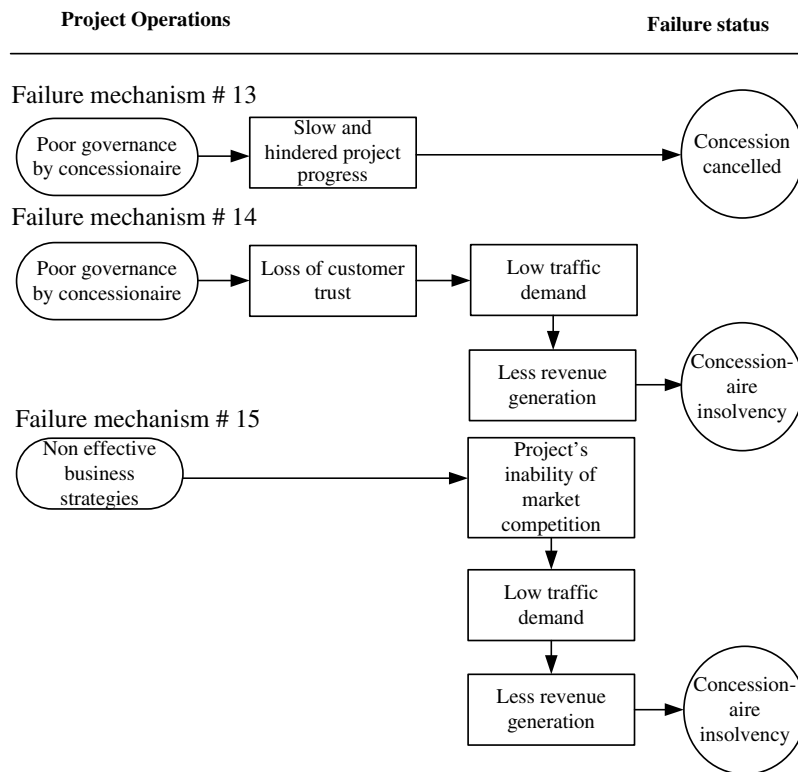 Project Operations
Failure status
Failure mechanism # 13
Poor governance
by concessionaire
Slow and
hindered project
progress
Concession
cancelled
Failure mechanism # 14
Poor governance
by concessionaire
Loss of customer
trust
Low traffic
demand
Less revenue
generation
Concession-
aire
insolvency
Failure mechanism # 15
Non effective
business
strategies
Project’s
inability of
market
competition
Low traffic
demand
Less revenue
generation
Concession-
aire
insolvency